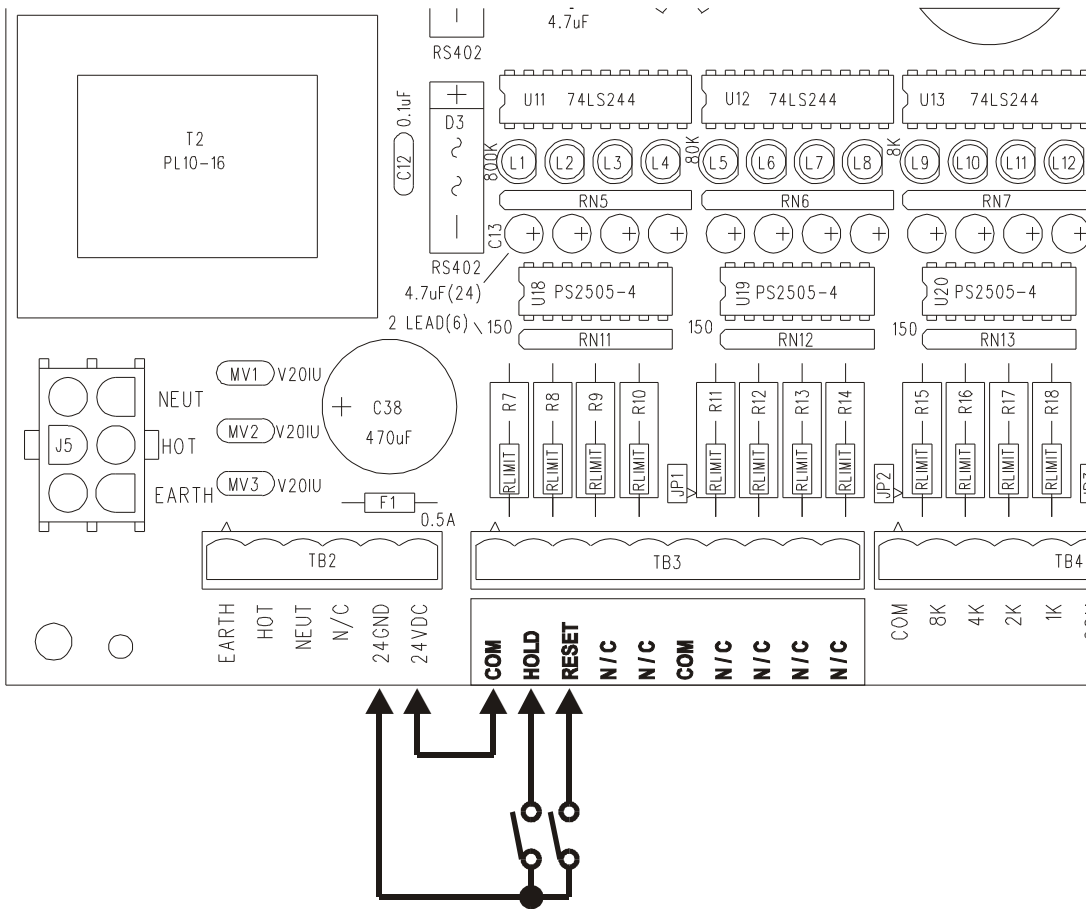 4.7uF
RS402
T2
PL10-16
0.1uF
C12
D3
RS402
U11 74LS244
U12 74LS244
U13 74LS244
800K
L1 L2 L3 L4
80K
L5 L6 L7 L8
8K
L9 L10 L11 L12
RN5
RN6
RN7
C13
4.7uF(24)
2 LEAD(6)
U18 PS2505-4
U19 PS2505-4
U20 PS2505-4
150 RN11
150 RN12
150 RN13
J5
NEUT
HOT
EARTH
MV1 V20IU
MV2 V20IU
MV3 V20IU
C38
470uF
F1
0.5A
R7 R8 R9 R10
RLIMIT RLIMIT RLIMIT RLIMIT
JP1
R11 R12 R13 R14
RLIMIT RLIMIT RLIMIT RLIMIT
JP2
R15 R16 R17 R18
RLIMIT RLIMIT RLIMIT RLIMIT
TB2
TB3
TB4
EARTH
HOT
NEUT
N/C
24GND
24VDC
COM
HOLD
RESET
N/C
N/C
COM
N/C
N/C
N/C
N/C
COM
8K
4K
2K
1K